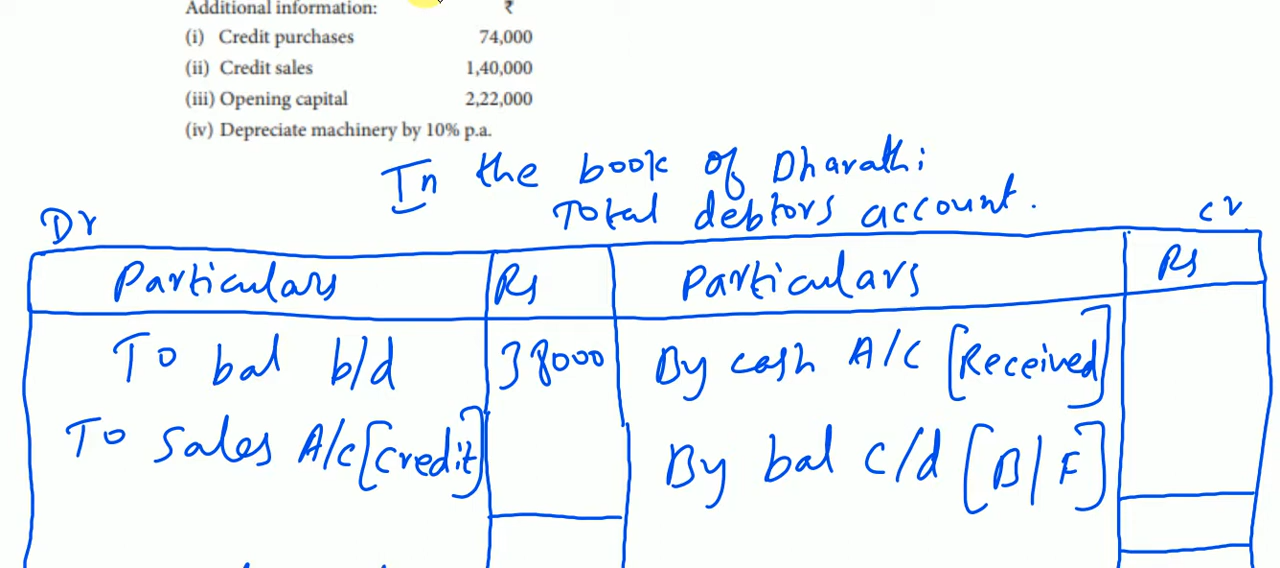 Additional information: ₹
(i) Credit purchases 74,000
(ii) Credit sales 1,40,000
(iii) Opening capital 2,22,000
(iv) Depreciate machinery by 10% p.a.
In the book of Dharathi
Total debtors account.
Dr Cr
Particulars Rs Particulars Rs
To bal b/d 38000 By cash A/C [Received]
To Sales A/c [Credit] By bal c/d [B/F]